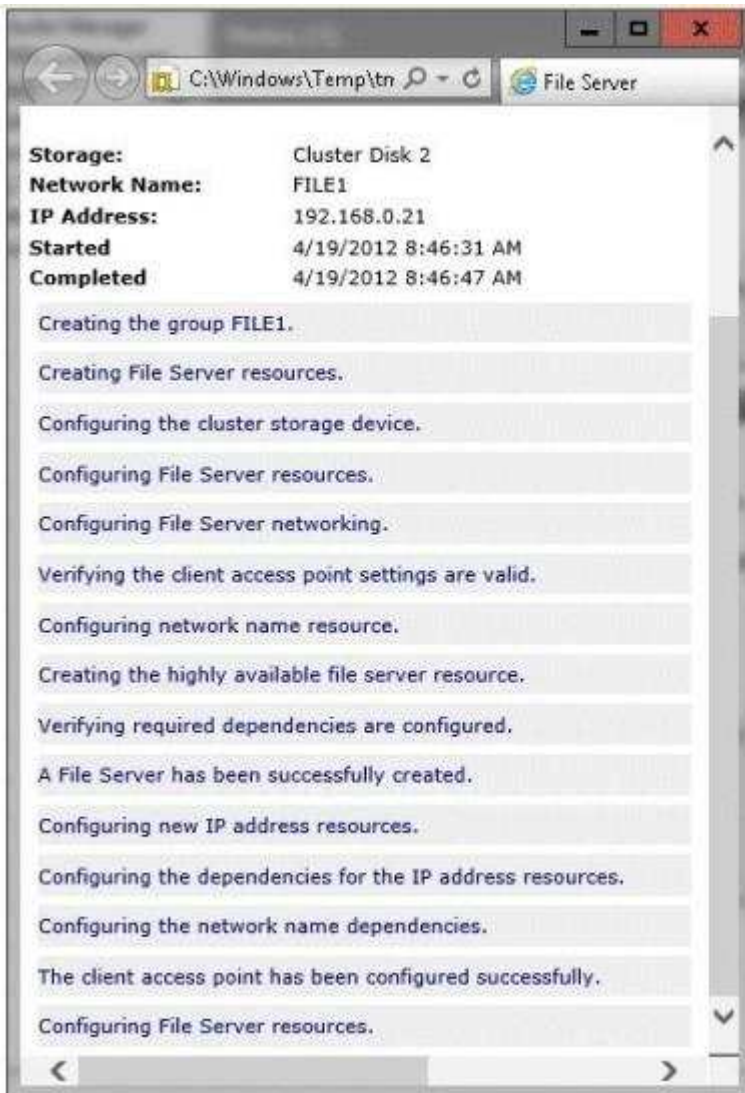 C:\Windows\Temp\tn
File Server
Storage: Cluster Disk 2
Network Name: FILE1
IP Address: 192.168.0.21
Started 4/19/2012 8:46:31 AM
Completed 4/19/2012 8:46:47 AM
Creating the group FILE1.
Creating File Server resources.
Configuring the cluster storage device.
Configuring File Server resources.
Configuring File Server networking.
Verifying the client access point settings are valid.
Configuring network name resource.
Creating the highly available file server resource.
Verifying required dependencies are configured.
A File Server has been successfully created.
Configuring new IP address resources.
Configuring the dependencies for the IP address resources.
Configuring the network name dependencies.
The client access point has been configured successfully.
Configuring File Server resources.